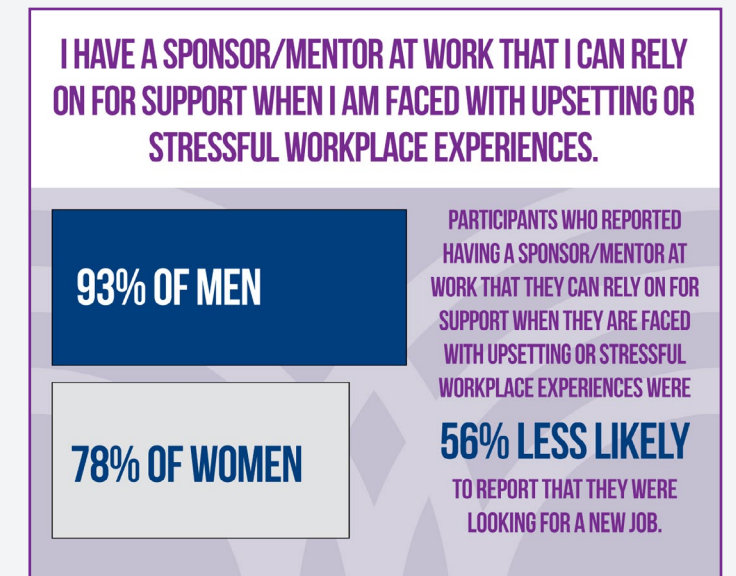 I HAVE A SPONSOR/MENTOR AT WORK THAT I CAN RELY
ON FOR SUPPORT WHEN I AM FACED WITH UPSETTING OR
STRESSFUL WORKPLACE EXPERIENCES.
93% OF MEN
78% OF WOMEN
PARTICIPANTS WHO REPORTED
HAVING A SPONSOR/MENTOR AT
WORK THAT THEY CAN RELY ON FOR
SUPPORT WHEN THEY ARE FACED
WITH UPSETTING OR STRESSFUL
WORKPLACE EXPERIENCES WERE
56% LESS LIKELY
TO REPORT THAT THEY WERE
LOOKING FOR A NEW JOB.